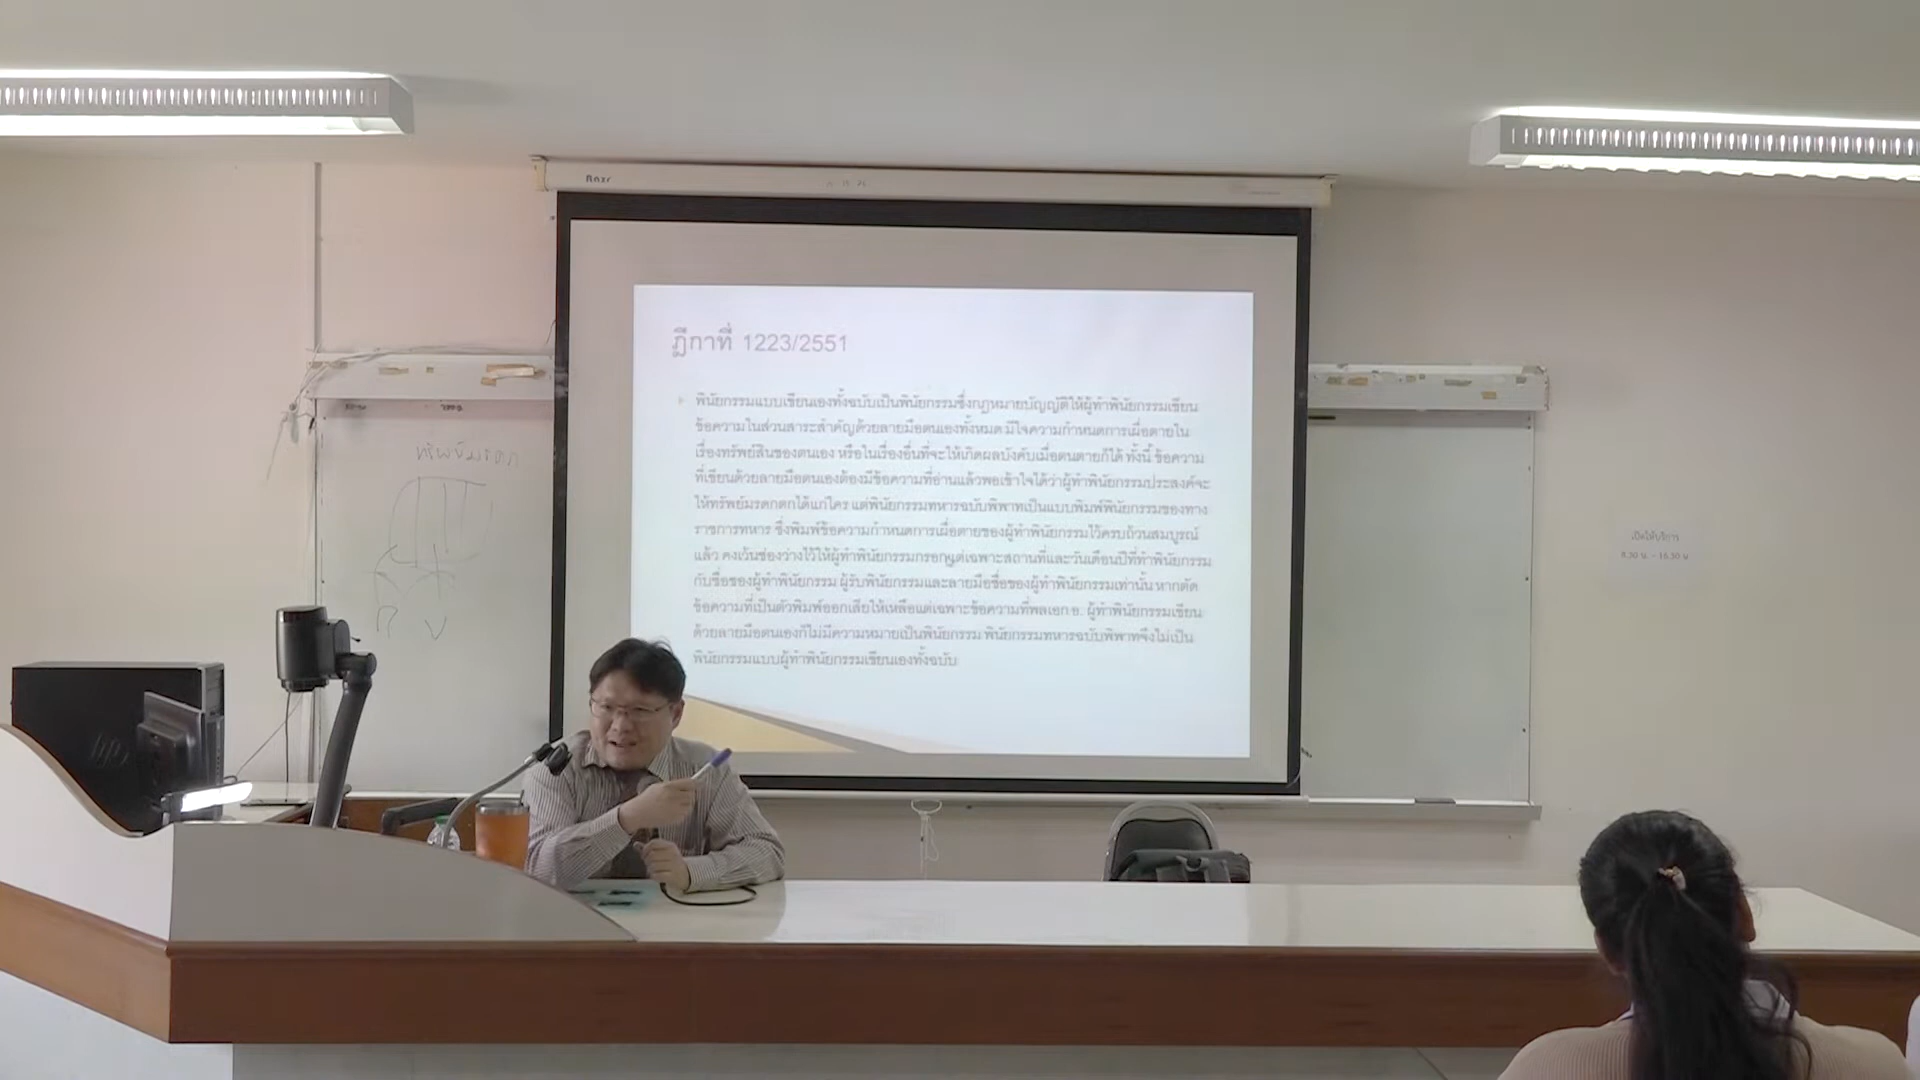 ฎีกาที่ 1223/2551
พินัยกรรมแบบเขียนเองทั้งฉบับเป็นพินัยกรรมซึ่งกฎหมายบัญญัติให้ผู้ทำพินัยกรรมเขียน
ข้อความในส่วนสาระสำคัญด้วยลายมือตนเองทั้งหมด มีใจความกำหนดการเผื่อตายใน
เรื่องทรัพย์สินของตนเอง หรือในเรื่องอื่นที่จะให้เกิดผลบังคับเมื่อตนตายก็ได้ ทั้งนี้ ข้อความ
ที่เขียนด้วยลายมือตนเองต้องมีข้อความที่อ่านแล้วพอเข้าใจได้ว่าผู้ทำพินัยกรรมประสงค์จะ
ให้ทรัพย์มรดกตกได้แก่ใคร แต่พินัยกรรมทหารฉบับพิพาทเป็นแบบพิมพ์พินัยกรรมของทาง
ราชการทหาร ซึ่งพิมพ์ข้อความกำหนดการเผื่อตายของผู้ทำพินัยกรรมไว้ครบถ้วนสมบูรณ์
แล้ว คงเว้นช่องว่างไว้ให้ผู้ทำพินัยกรรมกรอกแต่เฉพาะสถานที่และวันเดือนปีที่ทำพินัยกรรม
กับชื่อของผู้ทำพินัยกรรม ผู้รับพินัยกรรมและลายมือชื่อของผู้ทำพินัยกรรมเท่านั้น หากตัด
ข้อความที่เป็นตัวพิมพ์ออกเสียให้เหลือแต่เฉพาะข้อความที่พลเอก อ. ผู้ทำพินัยกรรมเขียน
ด้วยลายมือตนเองก็ไม่มีความหมายเป็นพินัยกรรม พินัยกรรมทหารฉบับพิพาทจึงไม่เป็น
พินัยกรรมแบบผู้ทำพินัยกรรมเขียนเองทั้งฉบับ
เปิดให้บริการ
8.30 น. - 16.30 น.
hp